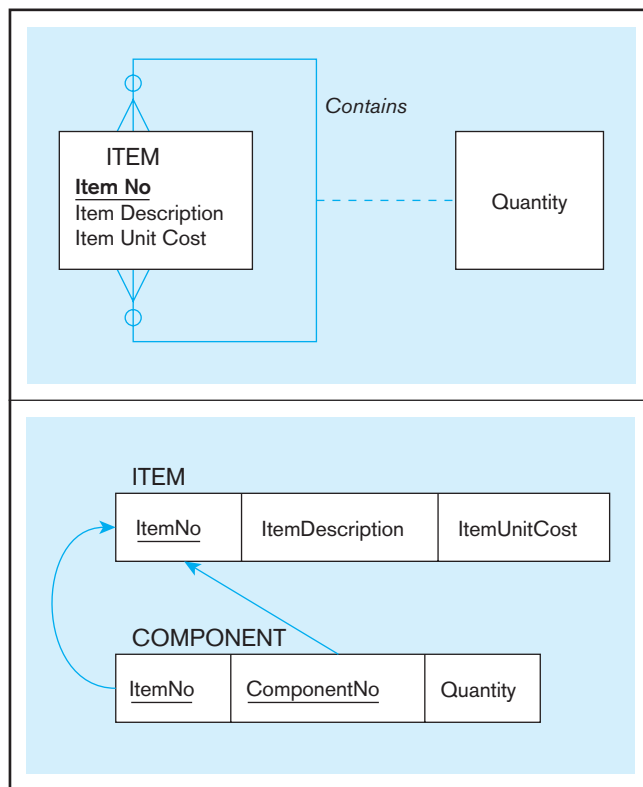 Contains
ITEM
Item No
Item Description
Item Unit Cost
Quantity
ITEM
ItemNo ItemDescription ItemUnitCost
COMPONENT
ItemNo ComponentNo Quantity